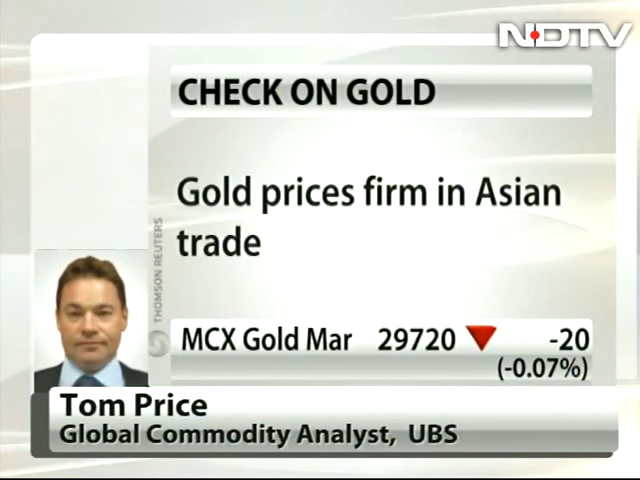 NDTV
CHECK ON GOLD
Gold prices firm in Asian
trade
THOMSON REUTERS
MCX Gold Mar 29720 -20
(-0.07%)
Tom Price
Global Commodity Analyst, UBS